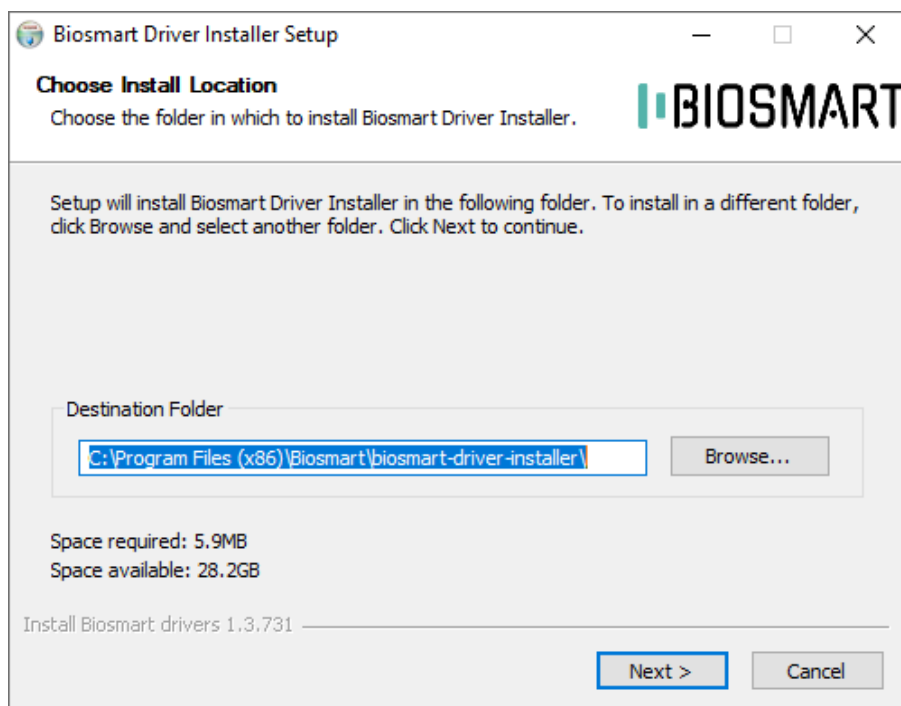 Biosmart Driver Installer Setup
Choose Install Location
Choose the folder in which to install Biosmart Driver Installer.
BIOSMART
Setup will install Biosmart Driver Installer in the following folder. To install in a different folder,
click Browse and select another folder. Click Next to continue.
Destination Folder
C:\Program Files (x86)\Biosmart\biosmart-driver-installer\
Browse...
Space required: 5.9MB
Space available: 28.2GB
Install Biosmart drivers 1.3.731
Next >
Cancel